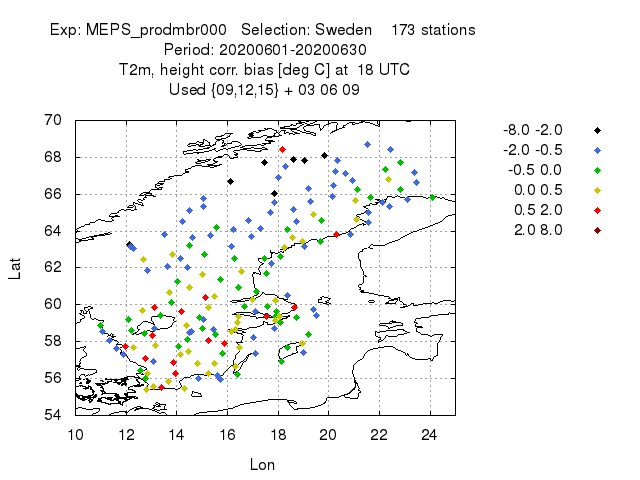 Exp: MEPS_prodmbr000 Selection: Sweden 173 stations
Period: 20200601-20200630
T2m, height corr. bias [deg C] at 18 UTC
Used {09,12,15} + 03 06 09
-8.0 -2.0
-2.0 -0.5
-0.5 0.0
0.0 0.5
0.5 2.0
2.0 8.0
Lat
70
68
66
64
62
60
58
56
54
10 12 14 16 18 20 22 24
Lon